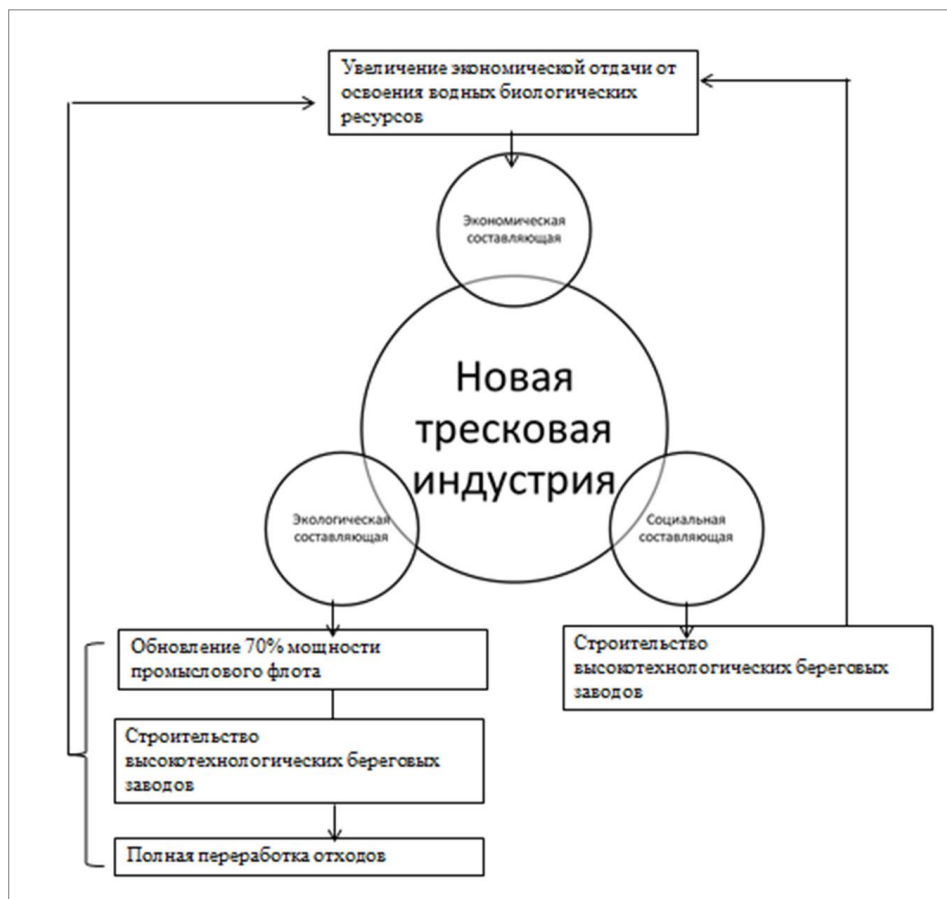 Увеличение экономической отдачи от
освоения водных биологических
ресурсов
Экономическая
составляющая
Новая
тресковая
индустрия
Экологическая
составляющая
Социальная
составляющая
Обновление 70% мощности
промыслового флота
Строительство
высокотехнологических береговых
заводов
Полная переработка отходов
Строительство
высокотехнологических береговых
заводов